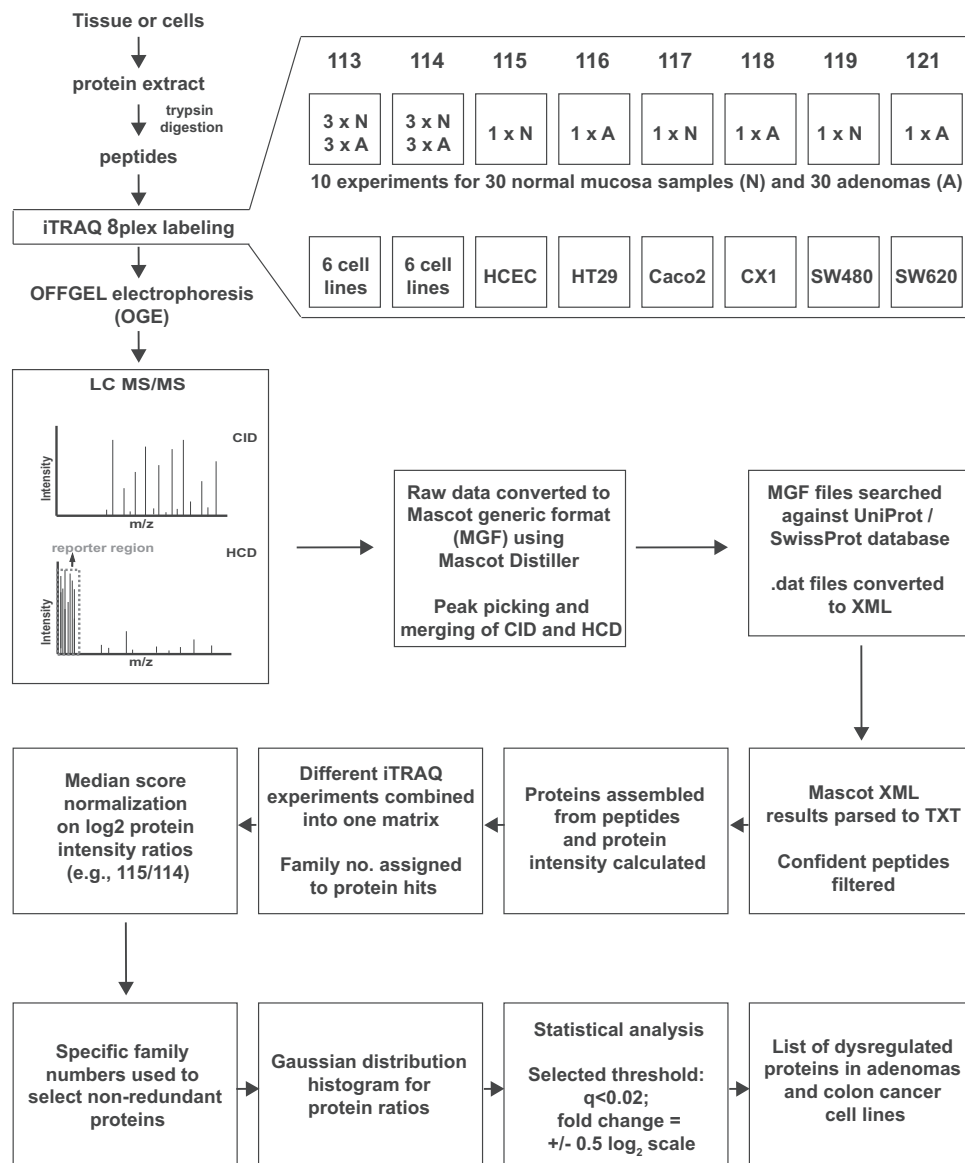 Tissue or cells
protein extract
trypsin
digestion
peptides
iTRAQ 8plex labeling
OFFGEL electrophoresis
(OGE)
113 114 115 116 117 118 119 121
3 x N 3 x N 1 x N 1 x A 1 x N 1 x A 1 x N 1 x A
3 x A 3 x A
10 experiments for 30 normal mucosa samples (N) and 30 adenomas (A)
6 cell 6 cell HCEC HT29 Caco2 CX1 SW480 SW620
lines lines
LC MS/MS
CID
Intensity
m/z
reporter region
HCD
Intensity
m/z
Raw data converted to
Mascot generic format
(MGF) using
Mascot Distiller
Peak picking and
merging of CID and HCD
MGF files searched
against UniProt /
SwissProt database
.dat files converted
to XML
Mascot XML
results parsed to TXT
Confident peptides
filtered
Proteins assembled
from peptides
and protein
intensity calculated
Different iTRAQ
experiments combined
into one matrix
Family no. assigned
to protein hits
Median score
normalization
on log2 protein
intensity ratios
(e.g., 115/114)
Specific family
numbers used to
select non-redundant
proteins
Gaussian distribution
histogram for
protein ratios
Statistical analysis
Selected threshold:
q<0.02;
fold change =
+/- 0.5 log₂ scale
List of dysregulated
proteins in adenomas
and colon cancer
cell lines